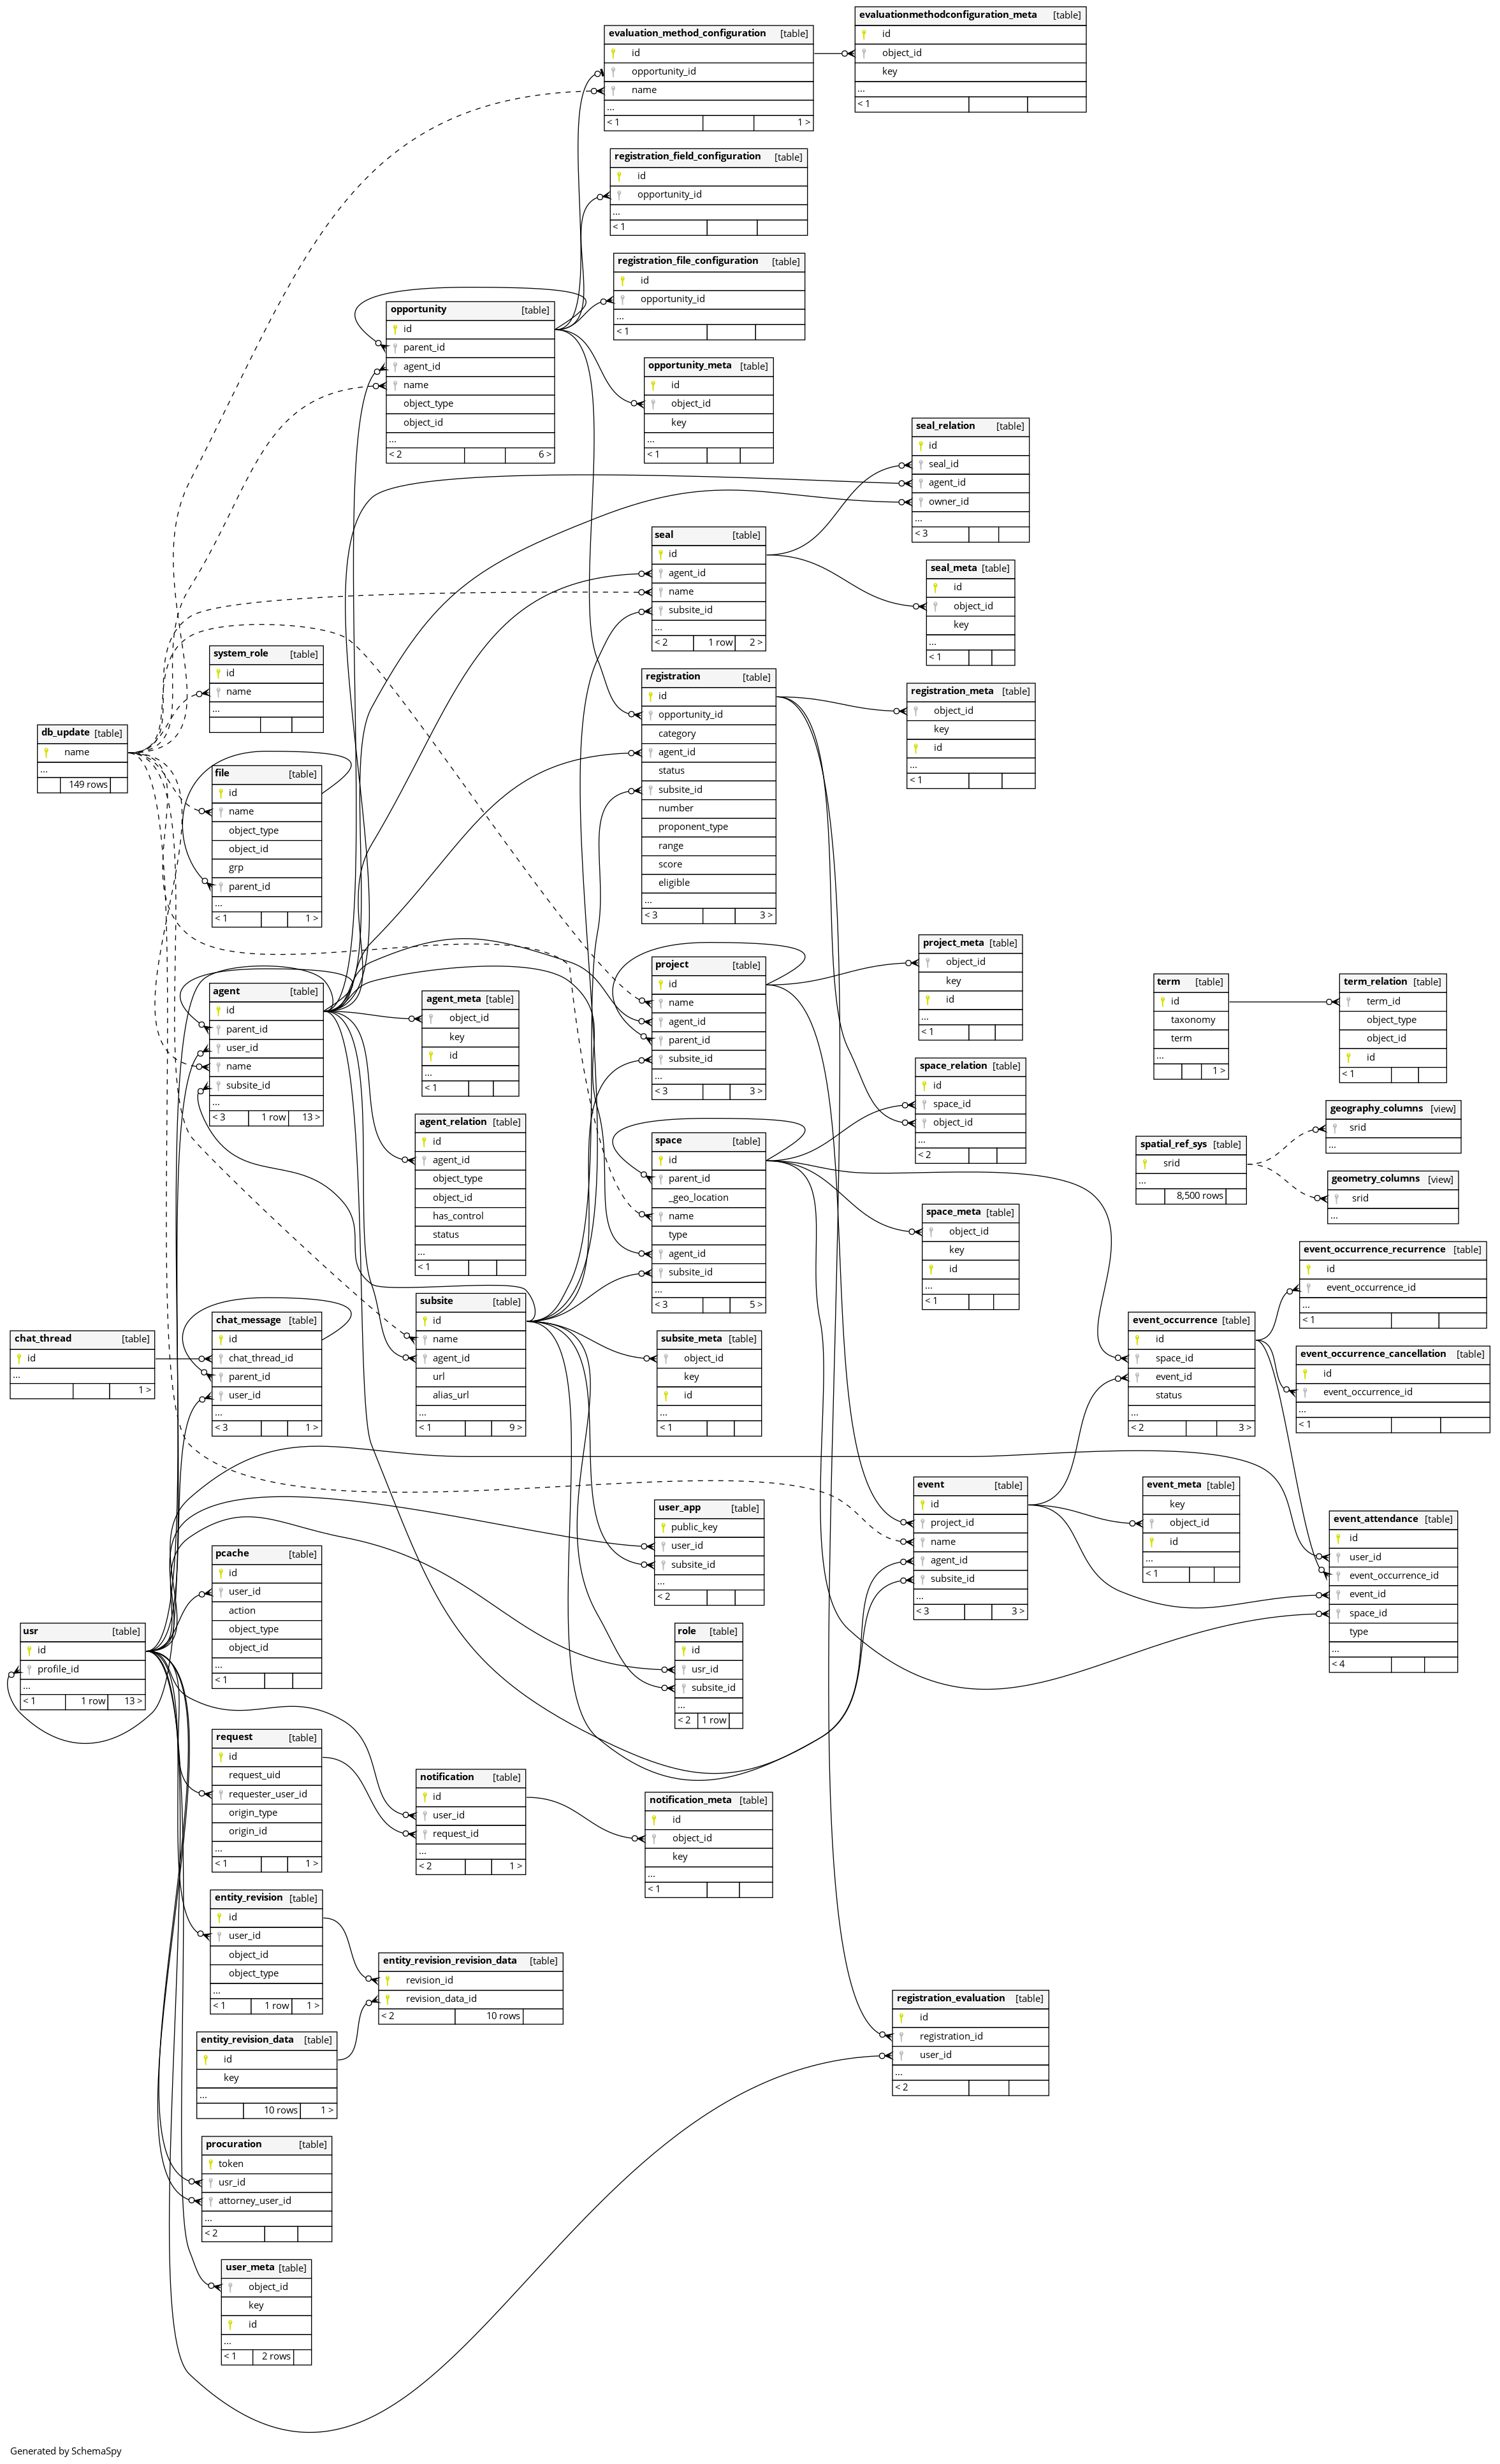 evaluationmethodconfiguration_meta [table]
id
object_id
key
...
< 1
evaluation_method_configuration [table]
id
opportunity_id
name
...
< 1 1 >
registration_field_configuration [table]
id
opportunity_id
...
< 1
registration_file_configuration [table]
id
opportunity_id
...
< 1
opportunity [table]
id
parent_id
agent_id
name
object_type
object_id
...
< 2 6 >
opportunity_meta [table]
id
object_id
key
...
< 1
seal_relation [table]
id
seal_id
agent_id
owner_id
...
< 3
seal [table]
id
agent_id
name
subsite_id
...
< 2 1 row 2 >
seal_meta [table]
id
object_id
key
...
< 1
system_role [table]
id
name
...
registration [table]
id
opportunity_id
category
agent_id
status
subsite_id
number
proponent_type
range
score
eligible
...
< 3 3 >
registration_meta [table]
object_id
key
id
...
< 1
db_update [table]
name
...
149 rows
file [table]
id
name
object_type
object_id
grp
parent_id
...
< 1 1 >
project_meta [table]
object_id
key
id
...
< 1
project [table]
id
name
agent_id
parent_id
subsite_id
...
< 3 3 >
term [table]
id
taxonomy
term
...
1 >
term_relation [table]
term_id
object_type
object_id
id
...
< 1
agent [table]
id
parent_id
user_id
name
subsite_id
...
< 3 1 row 13 >
agent_meta [table]
object_id
key
id
...
< 1
space_relation [table]
id
space_id
object_id
...
< 2
geography_columns [view]
srid
...
agent_relation [table]
id
agent_id
object_type
object_id
has_control
status
...
< 1
space [table]
id
parent_id
_geo_location
name
type
agent_id
subsite_id
...
< 3 5 >
spatial_ref_sys [table]
srid
...
8,500 rows
geometry_columns [view]
srid
...
space_meta [table]
object_id
key
id
...
< 1
event_occurrence_recurrence [table]
id
event_occurrence_id
...
< 1
subsite [table]
id
name
agent_id
url
alias_url
...
< 1 9 >
chat_message [table]
id
chat_thread_id
parent_id
user_id
...
< 3 1 >
event_occurrence [table]
id
space_id
event_id
status
...
< 2 3 >
chat_thread [table]
id
...
1 >
subsite_meta [table]
object_id
key
id
...
< 1
event_occurrence_cancellation [table]
id
event_occurrence_id
...
< 1
event [table]
id
project_id
name
agent_id
subsite_id
...
< 3 3 >
event_meta [table]
key
object_id
id
...
< 1
user_app [table]
public_key
user_id
subsite_id
...
< 2
event_attendance [table]
id
user_id
event_occurrence_id
event_id
space_id
type
...
< 4
pcache [table]
id
user_id
action
object_type
object_id
...
< 1
usr [table]
id
profile_id
...
< 1 1 row 13 >
role [table]
id
usr_id
subsite_id
...
< 2 1 row
request [table]
id
request_uid
requester_user_id
origin_type
origin_id
...
< 1 1 >
notification [table]
id
user_id
request_id
...
< 2 1 >
notification_meta [table]
id
object_id
key
...
< 1
entity_revision [table]
id
user_id
object_id
object_type
...
< 1 1 row 1 >
entity_revision_revision_data [table]
revision_id
revision_data_id
< 2 10 rows
registration_evaluation [table]
id
registration_id
user_id
...
< 2
entity_revision_data [table]
id
key
...
10 rows 1 >
procuration [table]
token
usr_id
attorney_user_id
...
< 2
user_meta [table]
object_id
key
id
...
< 1 2 rows
Generated by SchemaSpy